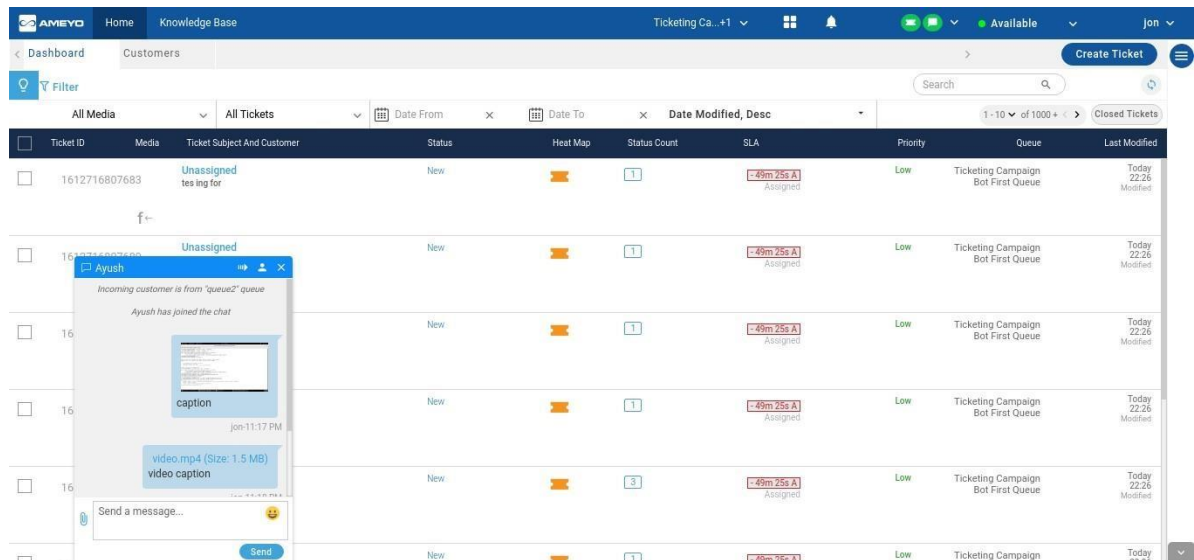 AMEYO Home Knowledge Base Ticketing Ca...+1 Available jon
Dashboard Customers Create Ticket
Filter Search
All Media All Tickets Date From × Date To × Date Modified, Desc 1 - 10 of 1000 + Closed Tickets
Ticket ID Media Ticket Subject And Customer Status Heat Map Status Count SLA Priority Queue Last Modified
1612716807683 Unassigned New 1 - 49m 25s A Low Ticketing Campaign Today
tes ing for Assigned Bot First Queue 22:26
Modified
f
Unassigned New 1 - 49m 25s A Low Ticketing Campaign Today
Assigned Bot First Queue 22:26
Modified
Ayush ×
Incoming customer is from "queue2" queue
Ayush has joined the chat
16 New 1 - 49m 25s A Low Ticketing Campaign Today
Assigned Bot First Queue 22:26
Modified
caption
jon-11:17 PM
16 New 1 - 49m 25s A Low Ticketing Campaign Today
Assigned Bot First Queue 22:26
Modified
video.mp4 (Size: 1.5 MB)
video caption
16 New 3 - 49m 25s A Low Ticketing Campaign Today
Assigned Bot First Queue 22:26
Modified
Send a message...
Send
New 1 - 49m 25s A Low Ticketing Campaign Today